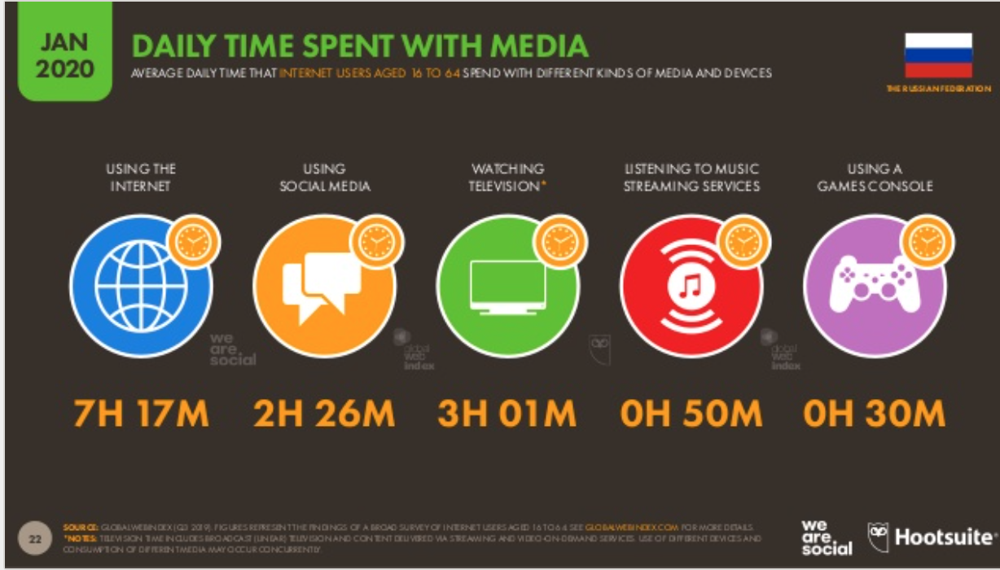 JAN
2020
DAILY TIME SPENT WITH MEDIA
AVERAGE DAILY TIME THAT INTERNET USERS AGED 16 TO 64 SPEND WITH DIFFERENT KINDS OF MEDIA AND DEVICES
THE RUSSIAN FEDERATION
USING THE
INTERNET
USING
SOCIAL MEDIA
WATCHING
TELEVISION*
LISTENING TO MUSIC
STREAMING SERVICES
USING A
GAMES CONSOLE
we
are
social
global
web
index
global
web
index
7H 17M
2H 26M
3H 01M
0H 50M
0H 30M
22
SOURCE: GLOBALWEBINDEX (Q3 2019). FIGURES REPRESENT THE FINDINGS OF A BROAD SURVEY OF INTERNET USERS AGED 16 TO 64. SEE GLOBALWEBINDEX.COM FOR MORE DETAILS.
*NOTES: TELEVISION TIME INCLUDES BROADCAST (LINEAR) TELEVISION AND CONTENT DELIVERED VIA STREAMING AND VIDEO-ON-DEMAND SERVICES. USE OF DIFFERENT DEVICES AND
CONSUMPTION OF DIFFERENT MEDIA MAY OCCUR CONCURRENTLY.
we
are
social
Hootsuite